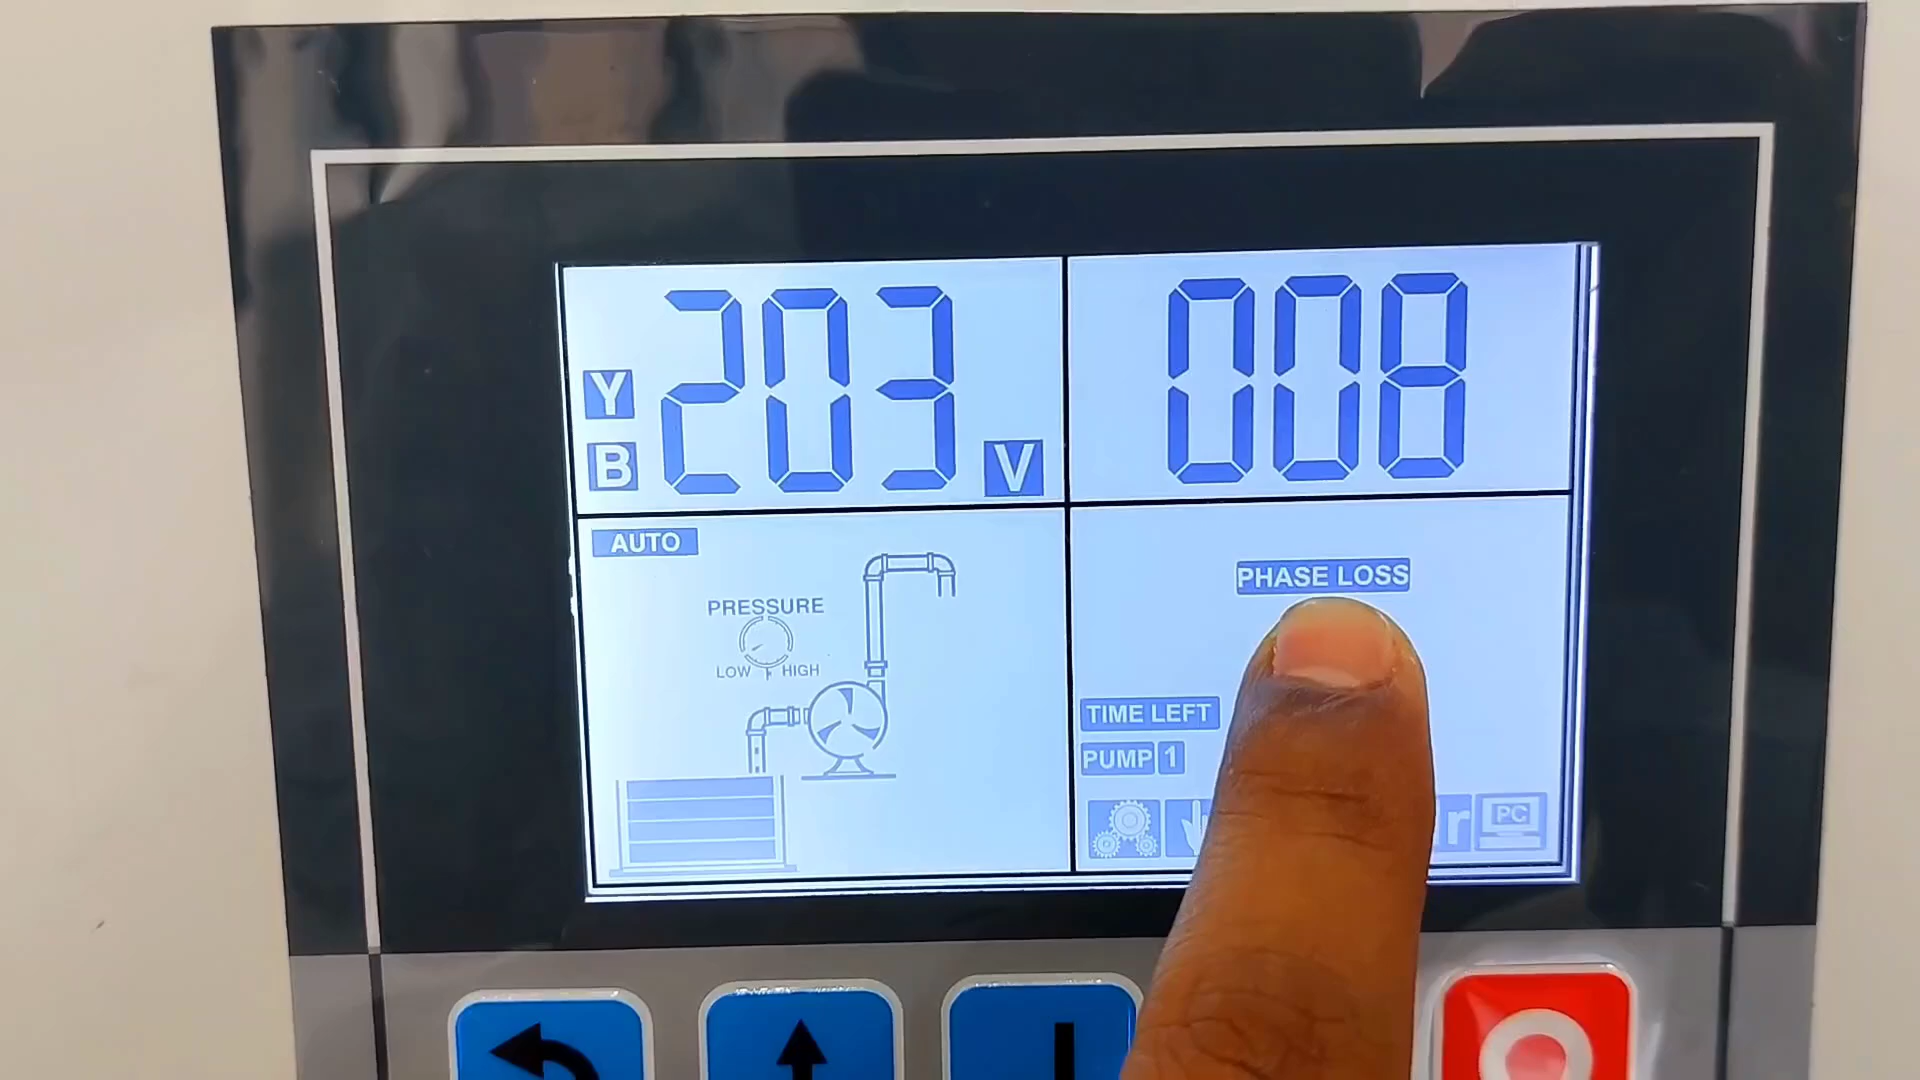 Y
B
203 V
008
AUTO
PRESSURE
LOW HIGH
PHASE LOSS
TIME LEFT
PUMP 1
r
PC